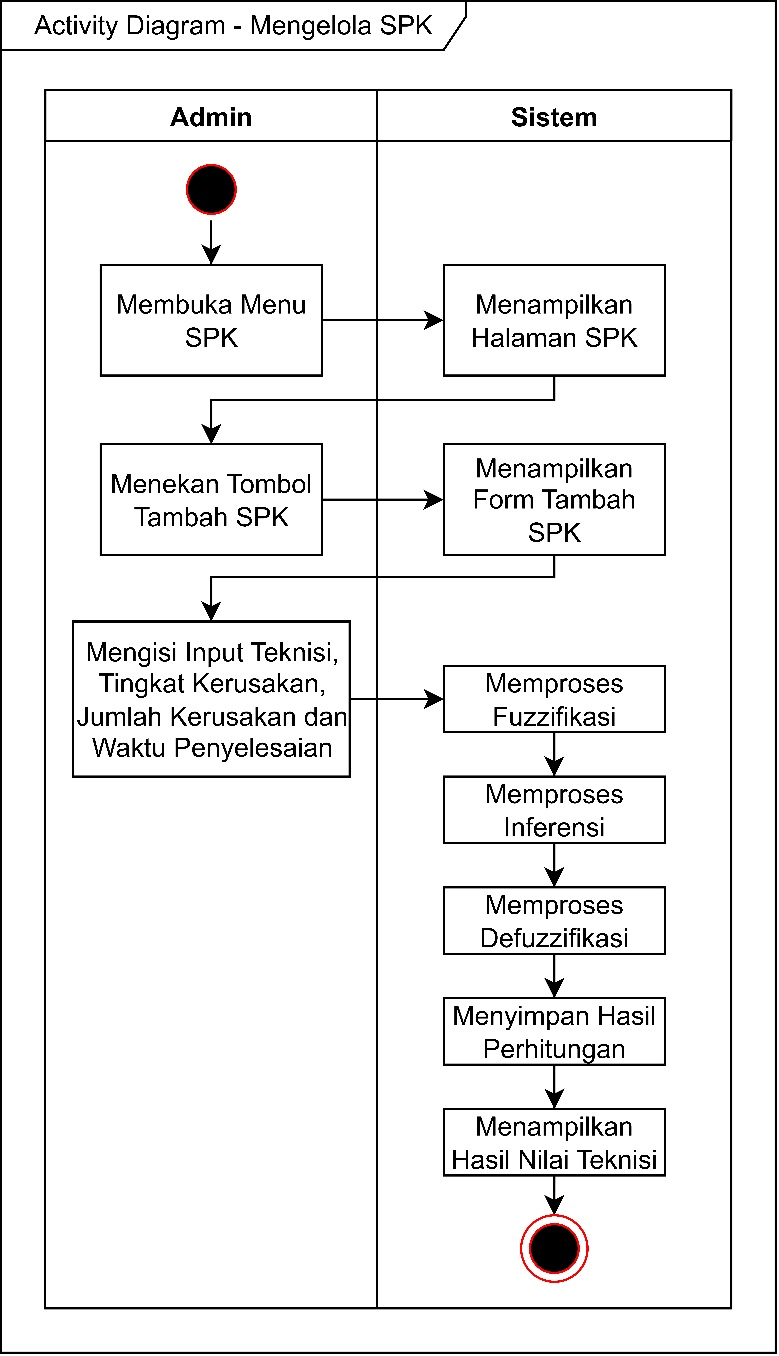 Activity Diagram - Mengelola SPK
Admin
Sistem
Membuka Menu
SPK
Menampilkan
Halaman SPK
Menekan Tombol
Tambah SPK
Menampilkan
Form Tambah
SPK
Mengisi Input Teknisi,
Tingkat Kerusakan,
Jumlah Kerusakan dan
Waktu Penyelesaian
Memproses
Fuzzifikasi
Memproses
Inferensi
Memproses
Defuzzifikasi
Menyimpan Hasil
Perhitungan
Menampilkan
Hasil Nilai Teknisi